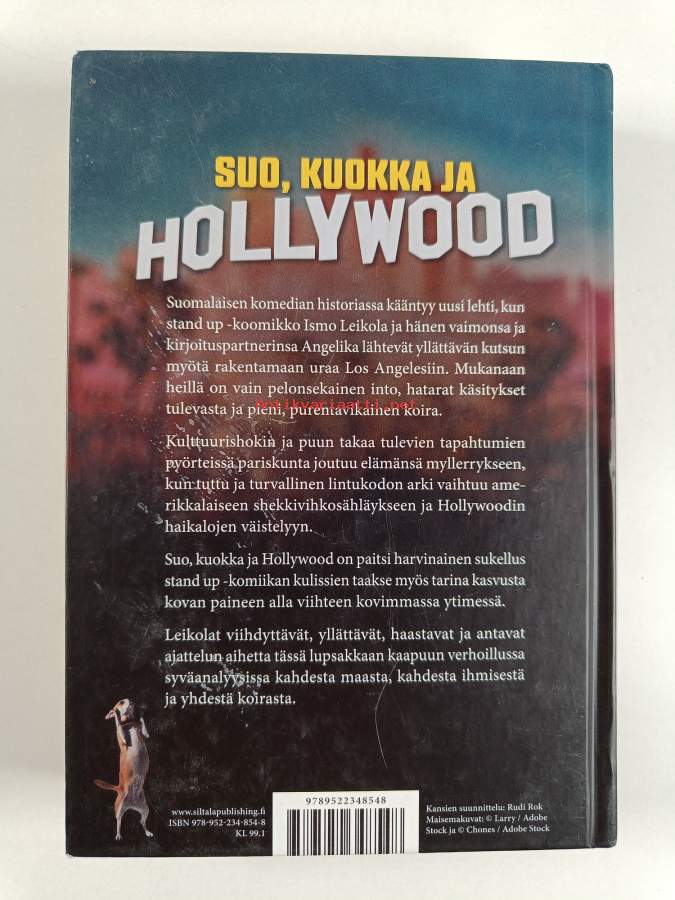 SUO, KUOKKA JA
HOLLYWOOD
Suomalaisen komedian historiassa kääntyy uusi lehti, kun
stand up -koomikko Ismo Leikola ja hänen vaimonsa ja
kirjoituspartnerinsa Angelika lähtevät yllättävän kutsun
myötä rakentamaan uraa Los Angelesiin. Mukanaan
heillä on vain pelonsekainen into, hatarat käsitykset
antikvariaatti.net
tulevasta ja pieni, purentavikainen koira.
Kulttuurishokin ja puun takaa tulevien tapahtumien
pyörteissä pariskunta joutuu elämänsä myllerrykseen,
kun tuttu ja turvallinen lintukodon arki vaihtuu ame-
rikkalaiseen shekkivihkosähläykseen ja Hollywoodin
haikalojen väistelyyn.
Suo, kuokka ja Hollywood on paitsi harvinainen sukellus
stand up -komiikan kulissien taakse myös tarina kasvusta
kovan paineen alla viihteen kovimmassa ytimessä.
Leikolat viihdyttävät, yllättävät, haastavat ja antavat
ajattelun aihetta tässä lupsakkaan kaapuun verhoillussa
syväanalyysissa kahdesta maasta, kahdesta ihmisestä
ja yhdestä koirasta.
www.siltalapublishing.fi
ISBN 978-952-234-854-8
KL 99.1
9789522348548
Kansien suunnittelu: Rudi Rok
Maisemakuvat: © Larry / Adobe
Stock ja © Chones / Adobe Stock